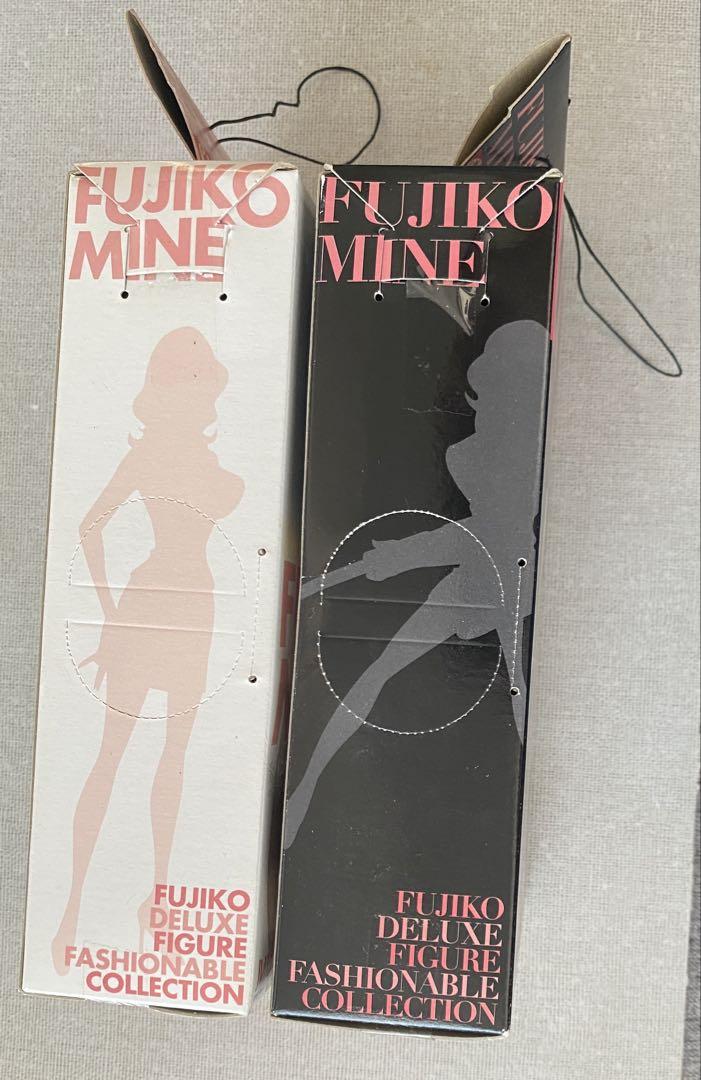 FUJIKO
MINE
FUJIKO
DELUXE
FIGURE
FASHIONABLE
COLLECTION
FUJIKO
MINE
FUJIKO
DELUXE
FIGURE
FASHIONABLE
COLLECTION